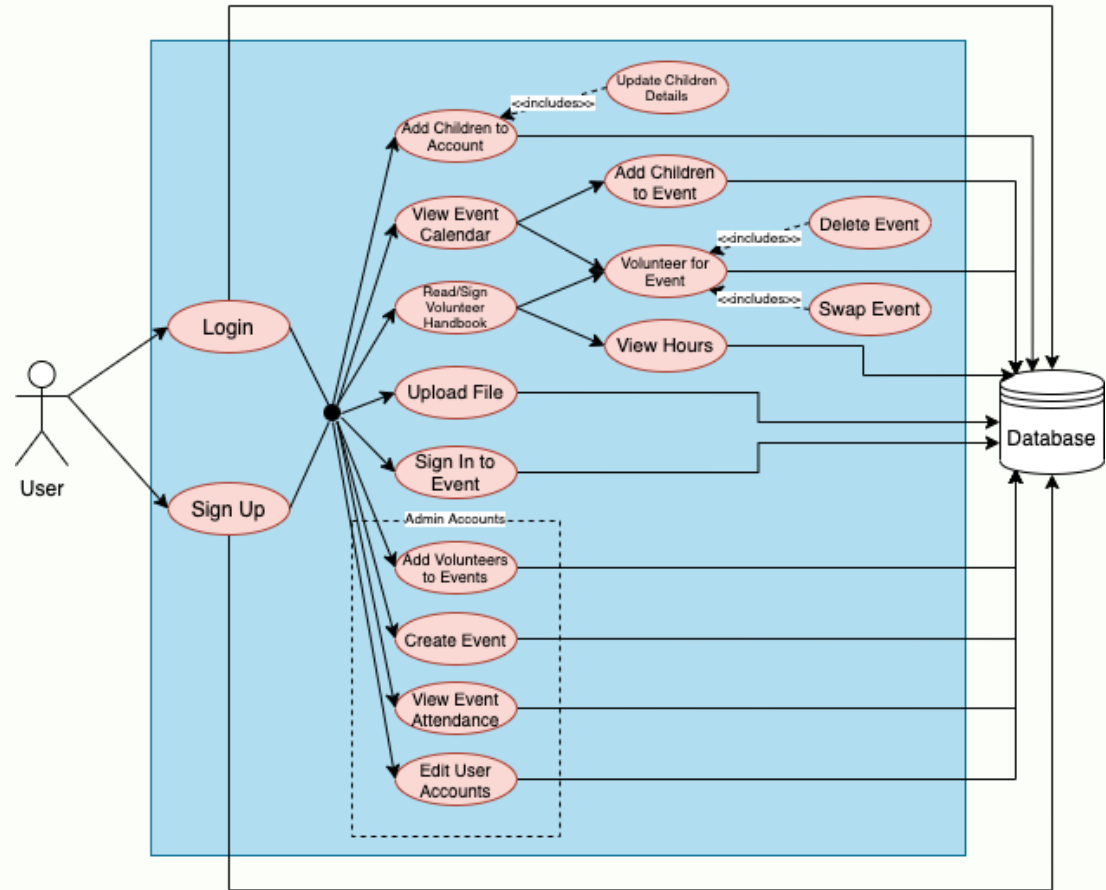 Update Children
Details
<<includes>>
Add Children to
Account
Add Children
to Event
View Event
Calendar
Delete Event
<<includes>>
Volunteer for
Event
Read/Sign
Volunteer
Handbook
<<includes>>
Swap Event
Login
View Hours
Upload File
Database
Sign In to
Event
User
Sign Up
Admin Accounts
Add Volunteers
to Events
Create Event
View Event
Attendance
Edit User
Accounts